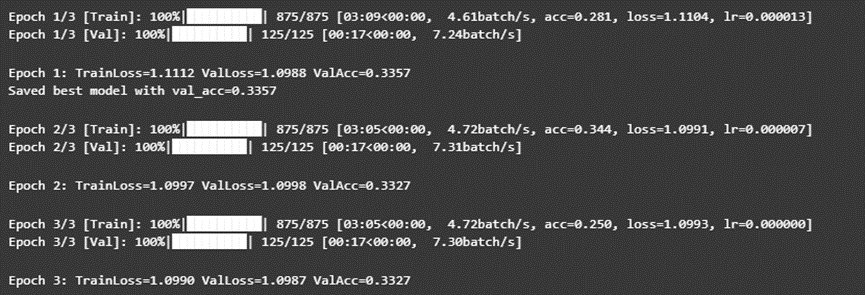 Epoch 1/3 [Train]: 100%|██████████| 875/875 [03:09<00:00,  4.61batch/s, acc=0.281, loss=1.1104, lr=0.000013]
Epoch 1/3 [Val]: 100%|██████████| 125/125 [00:17<00:00,  7.24batch/s]
Epoch 1: TrainLoss=1.1112 ValLoss=1.0988 ValAcc=0.3357
Saved best model with val_acc=0.3357
Epoch 2/3 [Train]: 100%|██████████| 875/875 [03:05<00:00,  4.72batch/s, acc=0.344, loss=1.0991, lr=0.000007]
Epoch 2/3 [Val]: 100%|██████████| 125/125 [00:17<00:00,  7.31batch/s]
Epoch 2: TrainLoss=1.0997 ValLoss=1.0998 ValAcc=0.3327
Epoch 3/3 [Train]: 100%|██████████| 875/875 [03:05<00:00,  4.72batch/s, acc=0.250, loss=1.0993, lr=0.000000]
Epoch 3/3 [Val]: 100%|██████████| 125/125 [00:17<00:00,  7.30batch/s]
Epoch 3: TrainLoss=1.0990 ValLoss=1.0987 ValAcc=0.3327